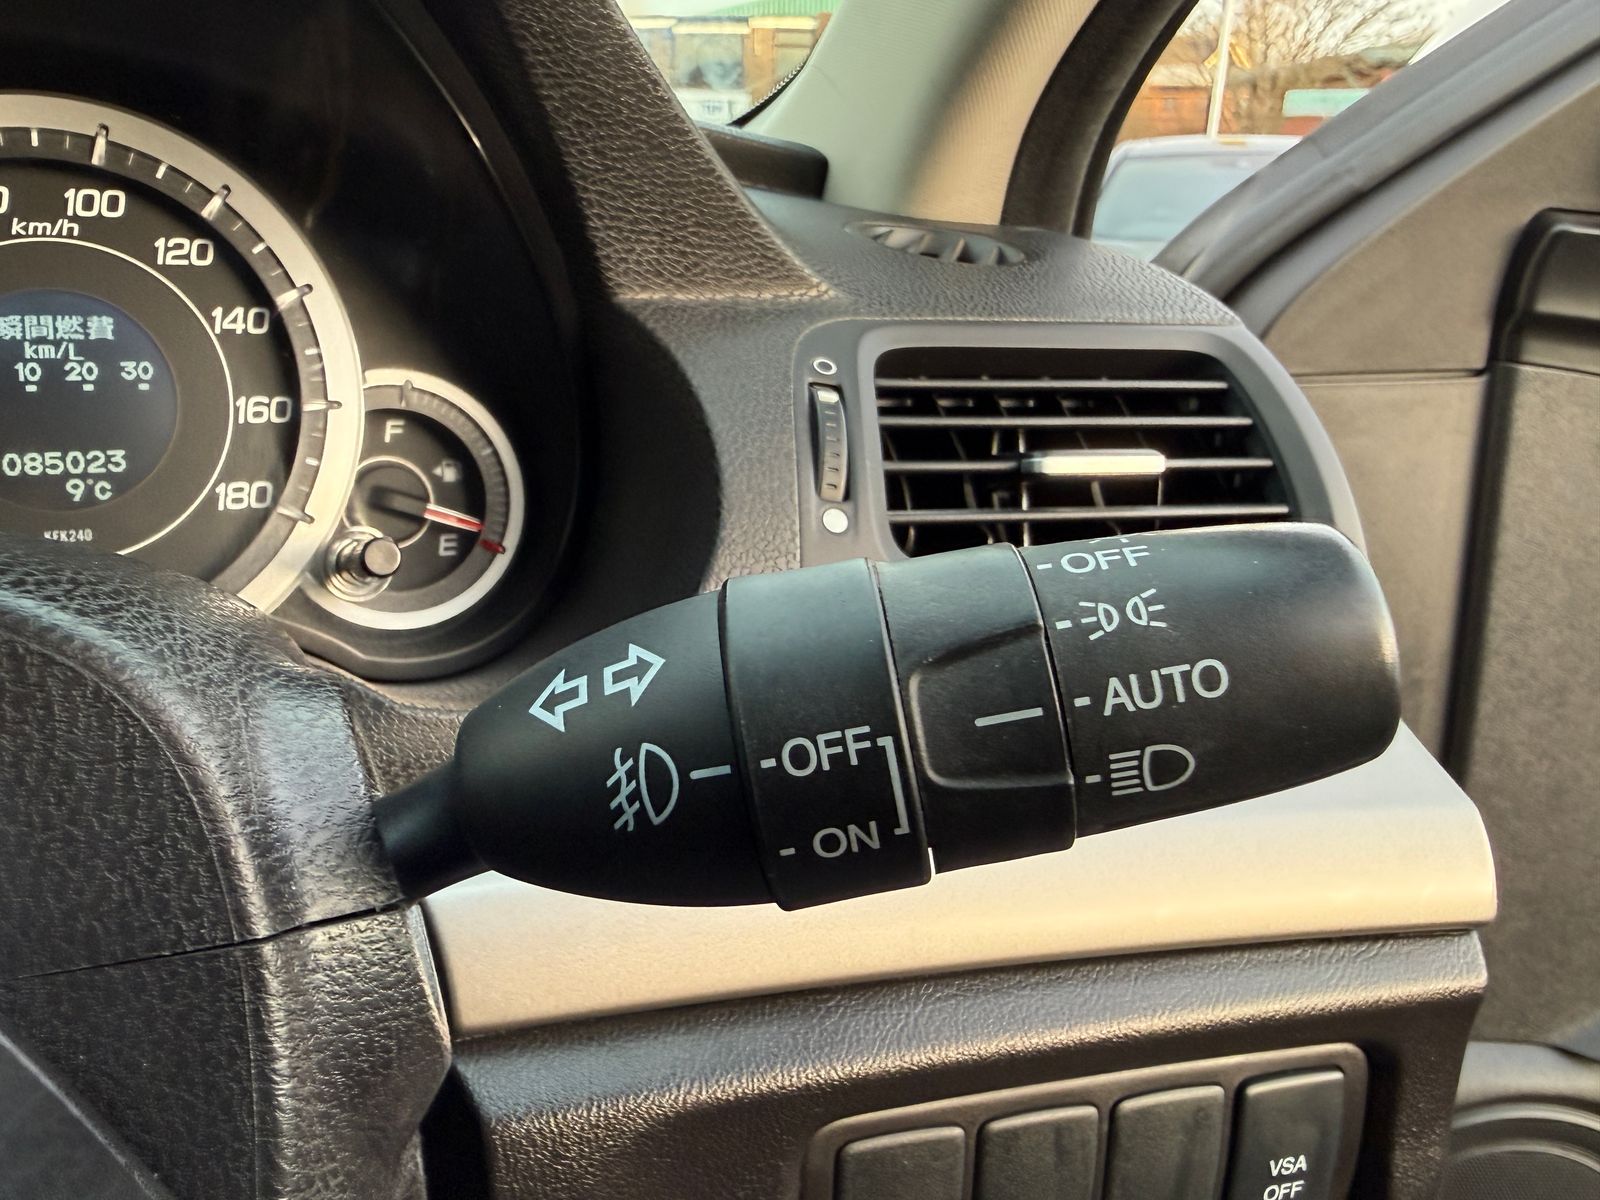 100
km/h
120
140
160
180
瞬間燃費
km/L
10 20 30
085023
9°C
KFK240
F
E
OFF
AUTO
OFF
ON
VSA
OFF